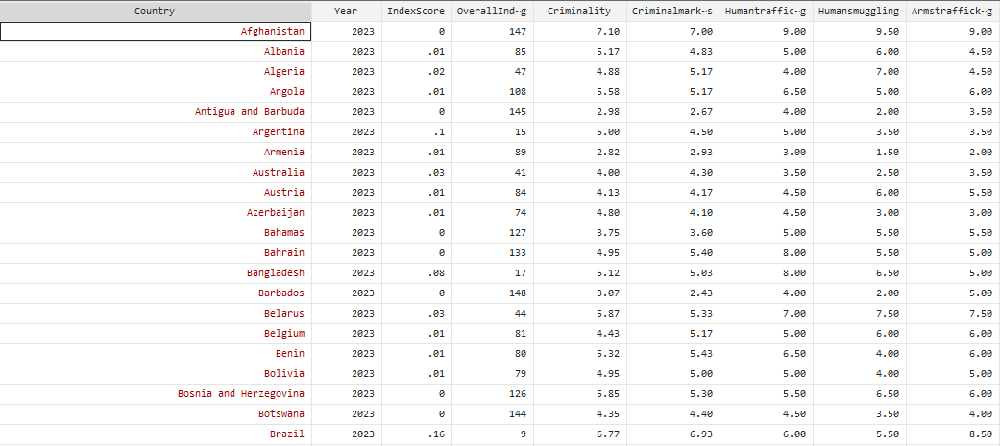 Country Year IndexScore OverallInd~g Criminality Criminalmark~s Humantraffic~g Humansmuggling Armstraffick~g
Afghanistan 2023 0 147 7.10 7.00 9.00 9.50 9.00
Albania 2023 .01 85 5.17 4.83 5.00 6.00 4.50
Algeria 2023 .02 47 4.88 5.17 4.00 7.00 4.50
Angola 2023 .01 108 5.58 5.17 6.50 5.00 6.00
Antigua and Barbuda 2023 0 145 2.98 2.67 4.00 2.00 3.50
Argentina 2023 .1 15 5.00 4.50 5.00 3.50 3.50
Armenia 2023 .01 89 2.82 2.93 3.00 1.50 2.00
Australia 2023 .03 41 4.00 4.30 3.50 2.50 3.50
Austria 2023 .01 84 4.13 4.17 4.50 6.00 5.50
Azerbaijan 2023 .01 74 4.80 4.10 4.50 3.00 3.00
Bahamas 2023 0 127 3.75 3.60 5.00 5.50 5.50
Bahrain 2023 0 133 4.95 5.40 8.00 5.50 5.00
Bangladesh 2023 .08 17 5.12 5.03 8.00 6.50 5.00
Barbados 2023 0 148 3.07 2.43 4.00 2.00 5.00
Belarus 2023 .03 44 5.87 5.33 7.00 7.50 7.50
Belgium 2023 .01 81 4.43 5.17 5.00 6.00 6.00
Benin 2023 .01 80 5.32 5.43 6.50 4.00 6.00
Bolivia 2023 .01 79 4.95 5.00 5.00 4.00 5.00
Bosnia and Herzegovina 2023 0 126 5.85 5.30 5.50 6.50 6.00
Botswana 2023 0 144 4.35 4.40 4.50 3.50 4.00
Brazil 2023 .16 9 6.77 6.93 6.00 5.50 8.50